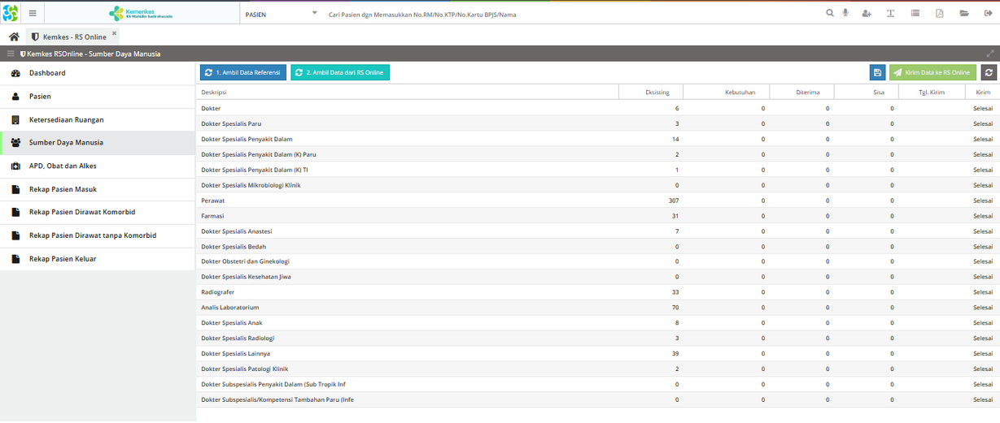 Kemenkes
PASIEN
Cari Pasien dgn Memasukkan No.RM/No.KTP/No.Kartu BPJS/Nama
Kemkes - RS Online
Kemkes RSOnline - Sumber Daya Manusia
Dashboard
Pasien
Ketersediaan Ruangan
Sumber Daya Manusia
APD, Obat dan Alkes
Rekap Pasien Masuk
Rekap Pasien Dirawat Komorbid
Rekap Pasien Dirawat tanpa Komorbid
Rekap Pasien Keluar
1. Ambil Data Referensi 2. Ambil Data dari RS Online Kirim Data ke RS Online
Deskripsi Eksisting Kebutuhan Diterima Sisa Tgl. Kirim Kirim
Dokter 6 0 0 0 Selesai
Dokter Spesialis Paru 3 0 0 0 Selesai
Dokter Spesialis Penyakit Dalam 14 0 0 0 Selesai
Dokter Spesialis Penyakit Dalam (K) Paru 2 0 0 0 Selesai
Dokter Spesialis Penyakit Dalam (K) TI 1 0 0 0 Selesai
Dokter Spesialis Mikrobiologi Klinik 0 0 0 0 Selesai
Perawat 307 0 0 0 Selesai
Farmasi 31 0 0 0 Selesai
Dokter Spesialis Anastesi 7 0 0 0 Selesai
Dokter Spesialis Bedah 0 0 0 0 Selesai
Dokter Obstetri dan Ginekologi 0 0 0 0 Selesai
Dokter Spesialis Kesehatan Jiwa 0 0 0 0 Selesai
Radiografer 33 0 0 0 Selesai
Analis Laboratorium 70 0 0 0 Selesai
Dokter Spesialis Anak 8 0 0 0 Selesai
Dokter Spesialis Radiologi 3 0 0 0 Selesai
Dokter Spesialis Lainnya 39 0 0 0 Selesai
Dokter Spesialis Patologi Klinik 2 0 0 0 Selesai
Dokter Subspesialis Penyakit Dalam (Sub Tropik Inf 0 0 0 0 Selesai
Dokter Subspesialis/Kompetensi Tambahan Paru (Infe 0 0 0 0 Selesai